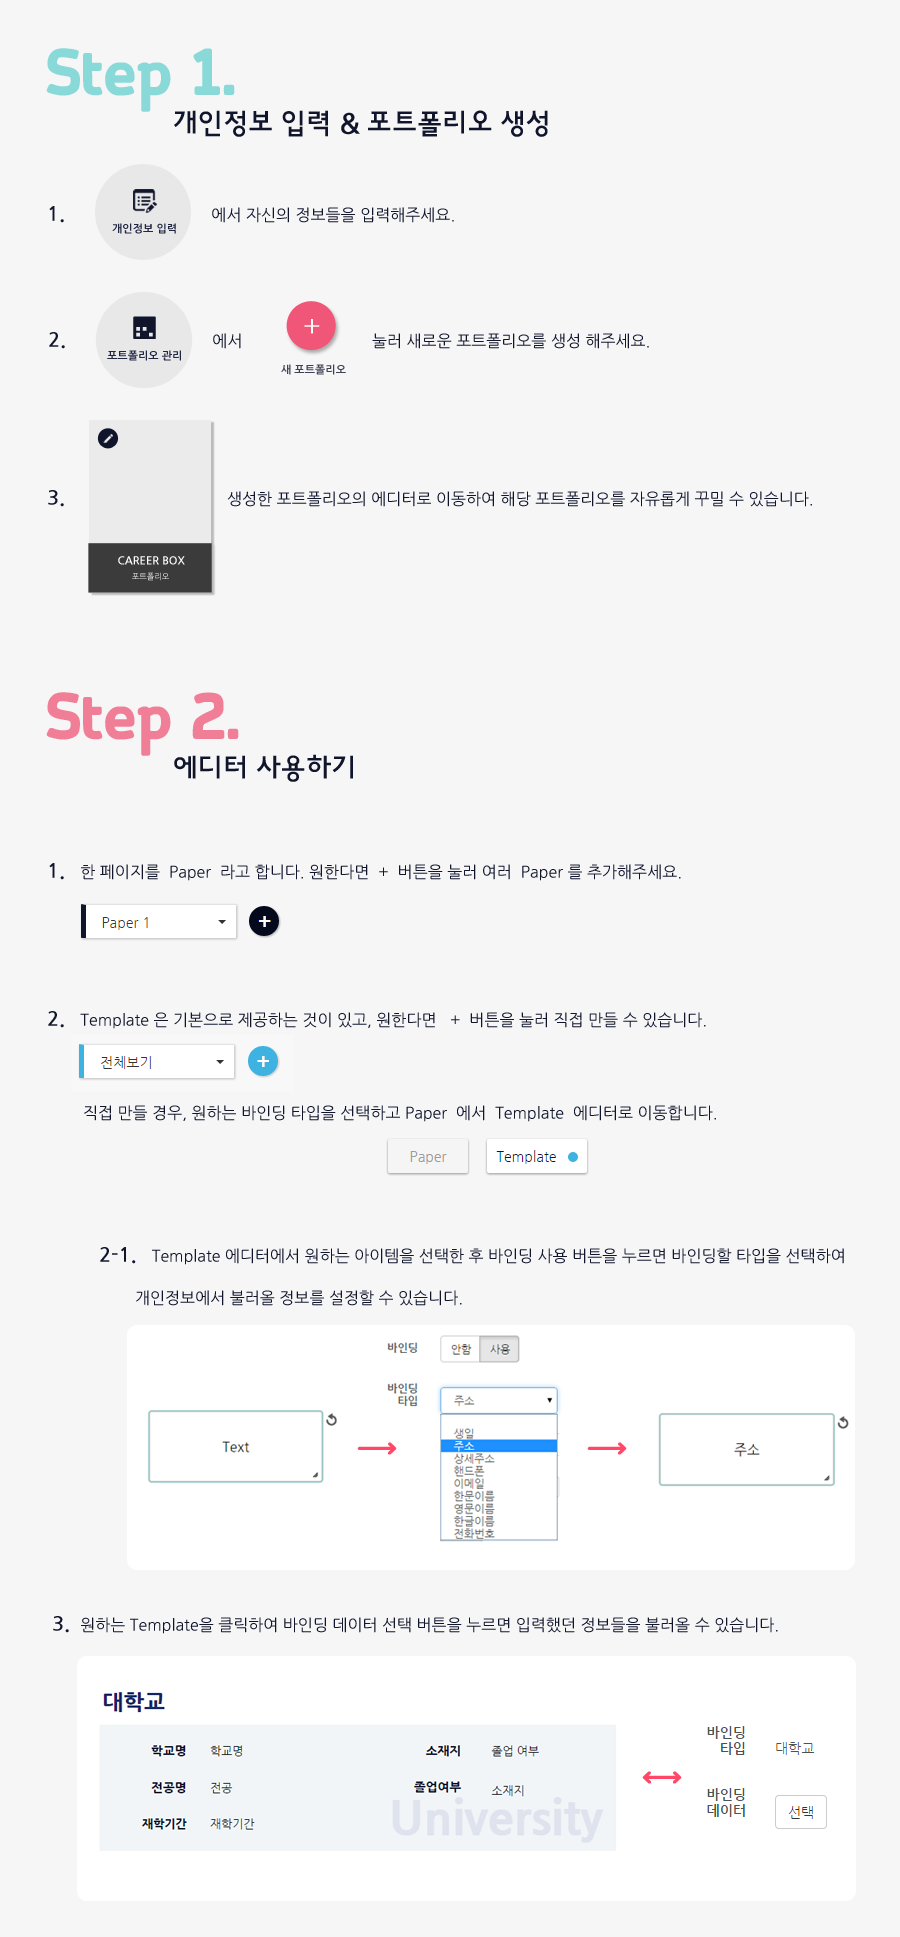 Step 1.
개인정보 입력 & 포트폴리오 생성
1. 개인정보 입력 에서 자신의 정보들을 입력해주세요.
2. 포트폴리오 관리 에서 + 새 포트폴리오 눌러 새로운 포트폴리오를 생성 해주세요.
3. 생성한 포트폴리오의 에디터로 이동하여 해당 포트폴리오를 자유롭게 꾸밀 수 있습니다.
CAREER BOX
포트폴리오
Step 2.
에디터 사용하기
1. 한 페이지를 Paper 라고 합니다. 원한다면 + 버튼을 눌러 여러 Paper 를 추가해주세요.
Paper 1 +
2. Template 은 기본으로 제공하는 것이 있고, 원한다면 + 버튼을 눌러 직접 만들 수 있습니다.
전체보기 +
직접 만들 경우, 원하는 바인딩 타입을 선택하고 Paper 에서 Template 에디터로 이동합니다.
Paper Template
2-1. Template 에디터에서 원하는 아이템을 선택한 후 바인딩 사용 버튼을 누르면 바인딩할 타입을 선택하여
개인정보에서 불러올 정보를 설정할 수 있습니다.
바인딩 안함 사용
바인딩
타입
주소
Text
생일
주소
상세주소
핸드폰
이메일
한문이름
영문이름
한글이름
전화번호
주소
3. 원하는 Template을 클릭하여 바인딩 데이터 선택 버튼을 누르면 입력했던 정보들을 불러올 수 있습니다.
대학교
학교명 학교명 소재지 졸업 여부
전공명 전공 졸업여부 소재지
재학기간 재학기간
University
바인딩
타입
대학교
바인딩
데이터
선택